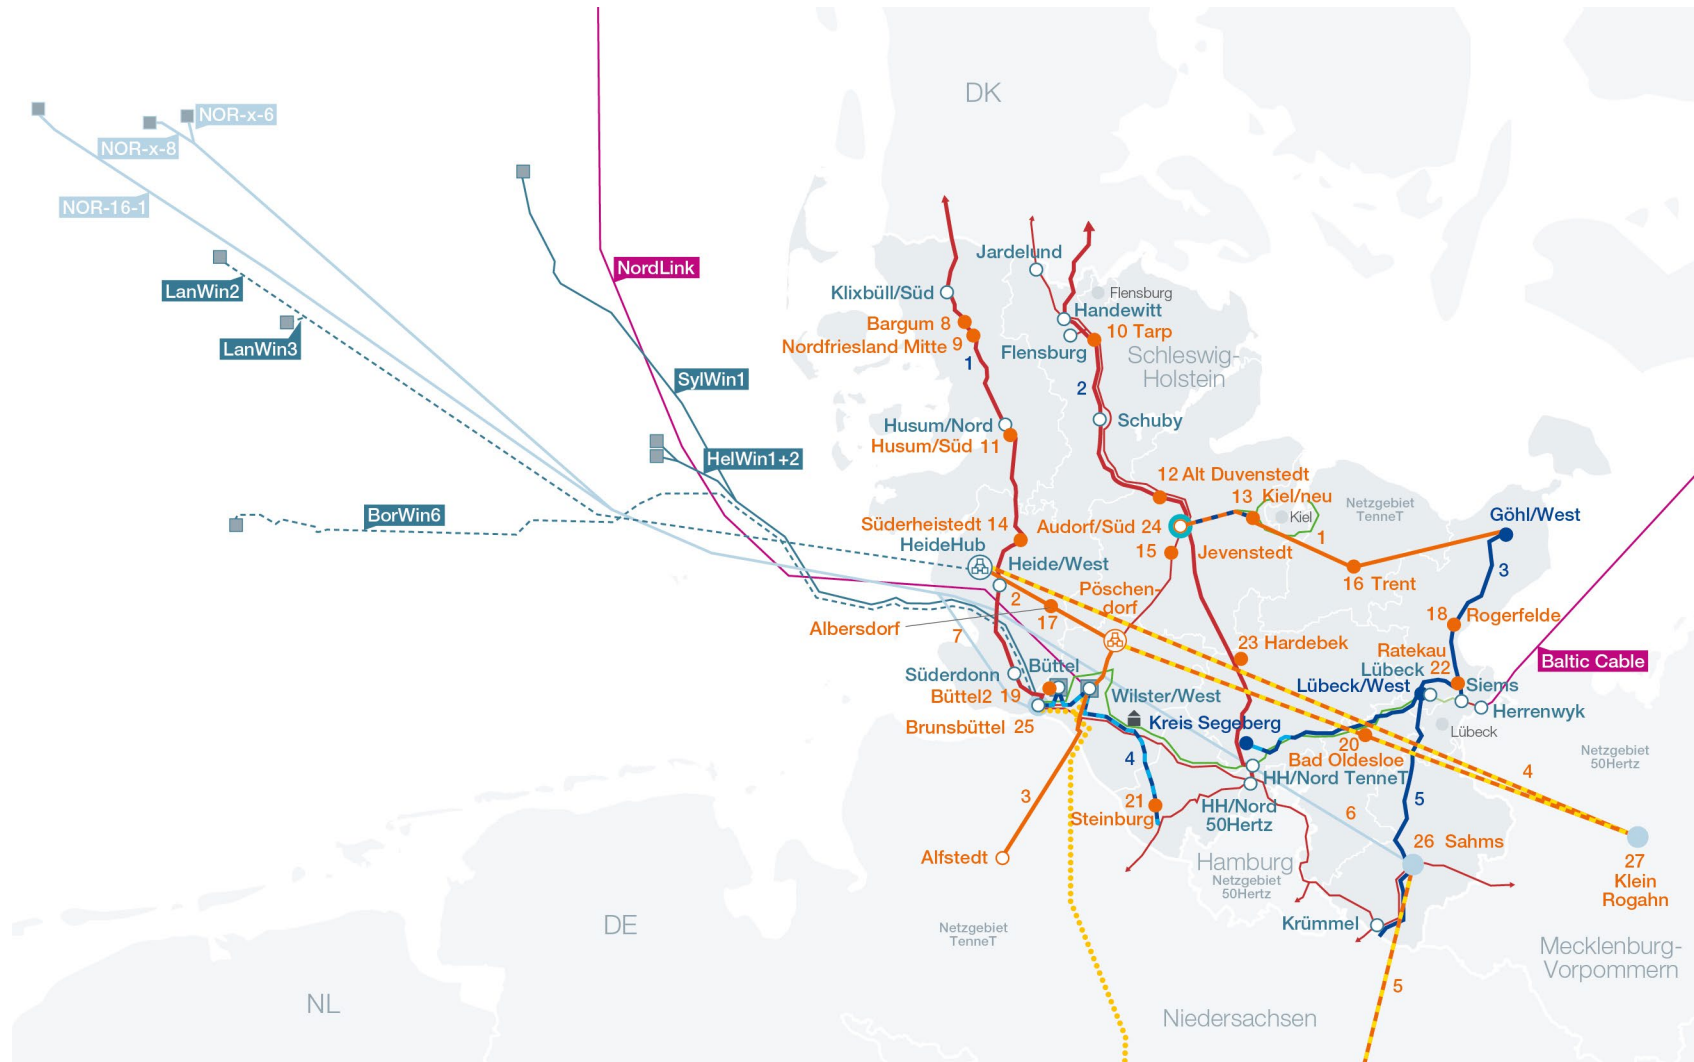 DK
NOR-x-6
NOR-x-8
NOR-16-1
LanWin2
LanWin3
NordLink
SylWin1
HelWin1+2
BorWin6
Jardelund
Klixbüll/Süd
Flensburg
Handewitt
Bargum 8
Nordfriesland Mitte 9
10 Tarp
Flensburg
Schleswig-
Holstein
1
2
Husum/Nord
Husum/Süd 11
Schuby
12 Alt Duvenstedt
13 Kiel/neu
Kiel
Netzgebiet
TenneT
Göhl/West
Süderheistedt 14
HeideHub
Audorf/Süd 24
1
15 Jevenstedt
Heide/West
3
16 Trent
2
Pöschen-
dorf
17
Albersdorf
7
18 Rogerfelde
23 Hardebek
Ratekau
22
Lübeck
Baltic Cable
Süderdonn
Büttel
Büttel2 19
Wilster/West
Lübeck/West
Siems
Herrenwyk
Brunsbüttel 25
Kreis Segeberg
Lübeck
20
Bad Oldesloe
Netzgebiet
50Hertz
4
HH/Nord TenneT
4
3
21
Steinburg
HH/Nord
50Hertz
6
5
26 Sahms
Alfstedt
Hamburg
Netzgebiet
50Hertz
27
Klein
Rogahn
DE
Netzgebiet
TenneT
Krümmel
Mecklenburg-
Vorpommern
5
NL
Niedersachsen